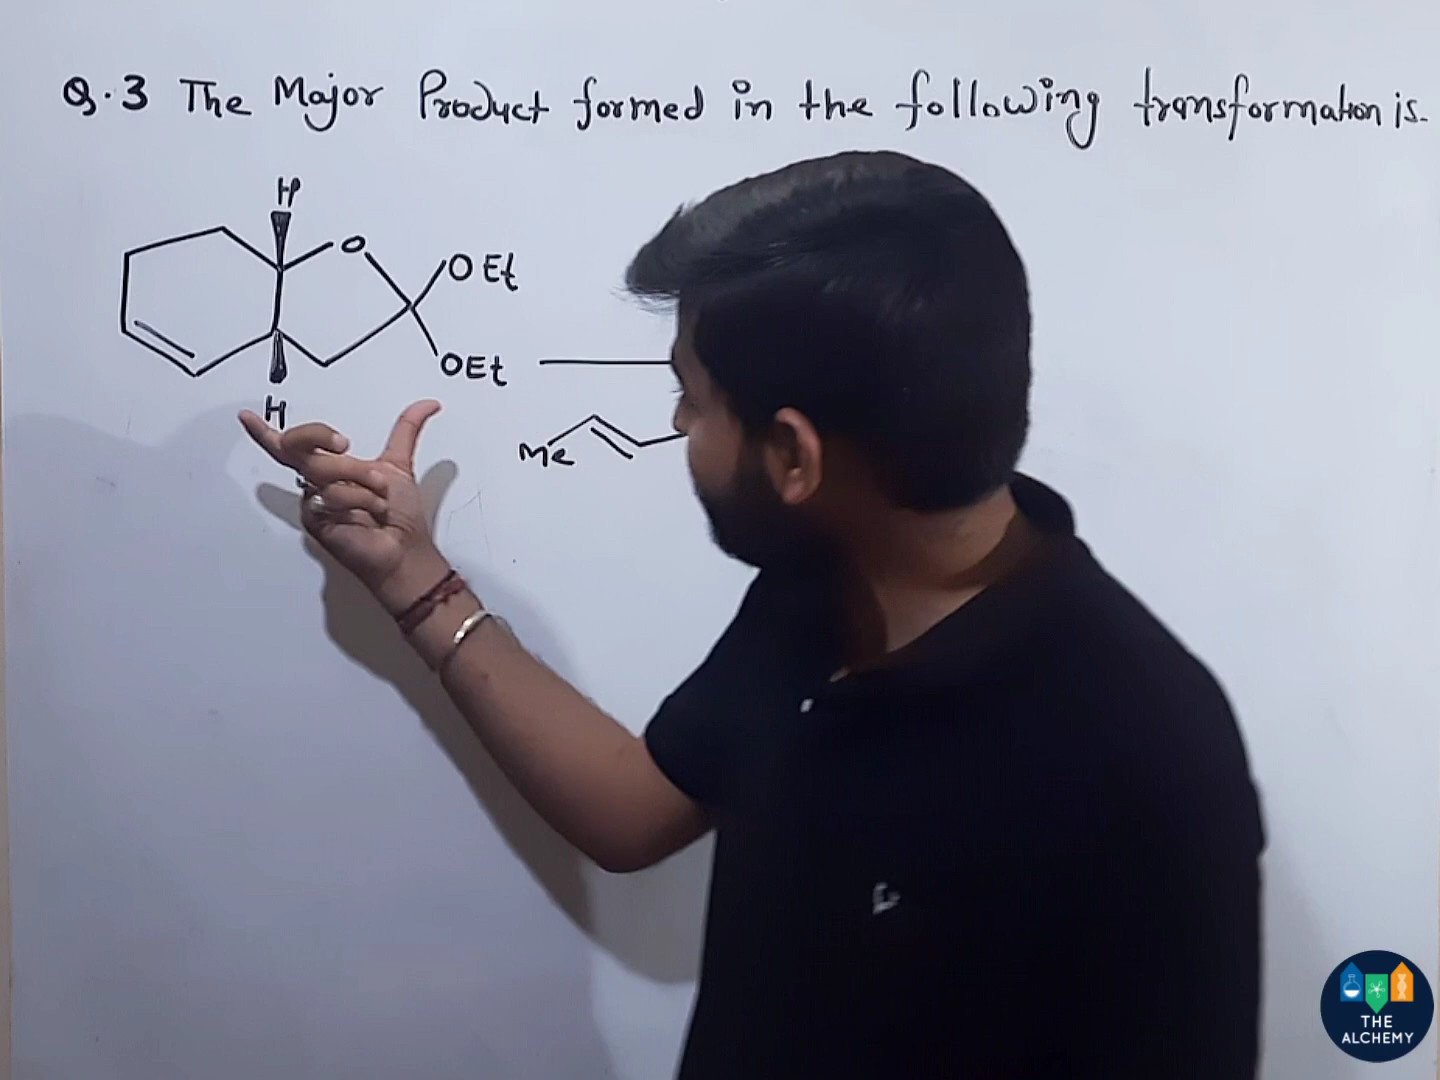 Q.3 The Major Product formed in the following transformation is.
H
O
OEt
OEt
H
Me
THE
ALCHEMY